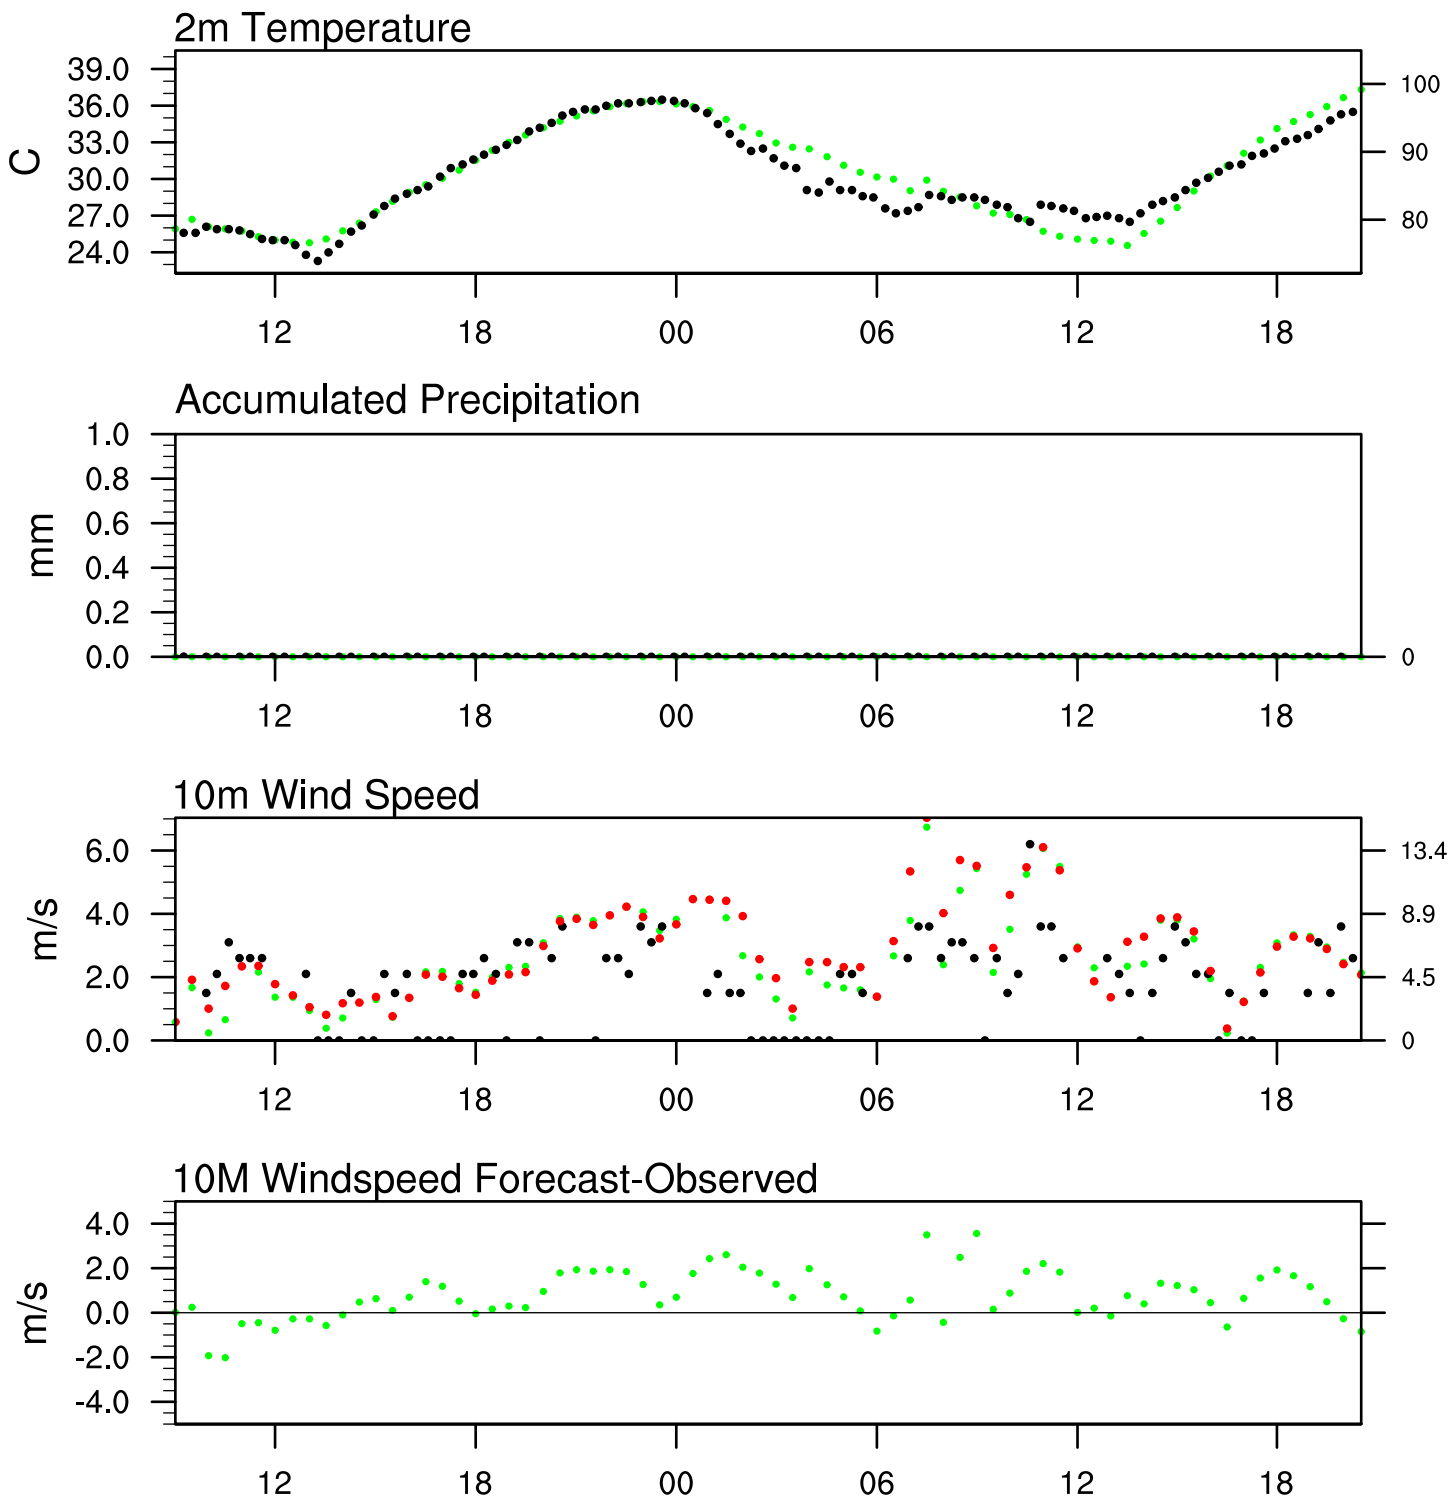 2m Temperature
39.0
36.0
33.0
30.0
27.0
24.0
C
100
90
80
12 18 00 06 12 18
Accumulated Precipitation
1.0
0.8
0.6
0.4
0.2
0.0
mm
0
12 18 00 06 12 18
10m Wind Speed
6.0
4.0
2.0
0.0
m/s
13.4
8.9
4.5
0
12 18 00 06 12 18
10M Windspeed Forecast-Observed
4.0
2.0
0.0
-2.0
-4.0
m/s
12 18 00 06 12 18